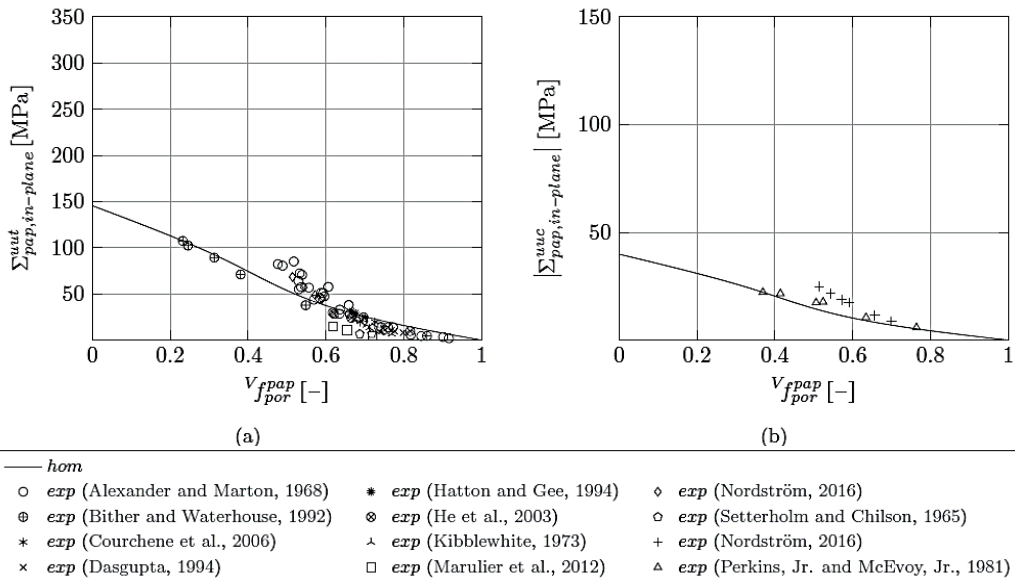 350
300
250
200
150
100
50
0
0.2
0.4
0.6
0.8
1
Σ^{uut}_{pap,in−plane} [MPa]
^{V}f^{pap}_{por} [−]
(a)
150
100
50
0
0.2
0.4
0.6
0.8
1
|Σ^{uuc}_{pap,in−plane}| [MPa]
^{V}f^{pap}_{por} [−]
(b)
hom
exp (Alexander and Marton, 1968)
exp (Bither and Waterhouse, 1992)
exp (Courchene et al., 2006)
exp (Dasgupta, 1994)
exp (Hatton and Gee, 1994)
exp (He et al., 2003)
exp (Kibblewhite, 1973)
exp (Marulier et al., 2012)
exp (Nordström, 2016)
exp (Setterholm and Chilson, 1965)
exp (Nordström, 2016)
exp (Perkins, Jr. and McEvoy, Jr., 1981)